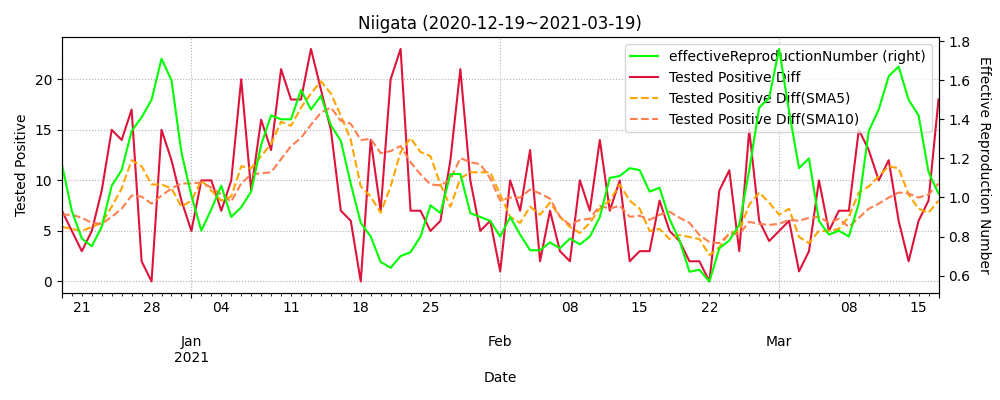 Niigata (2020-12-19~2021-03-19)
effectiveReproductionNumber (right)
Tested Positive Diff
Tested Positive Diff(SMA5)
Tested Positive Diff(SMA10)
Tested Positive
20
15
10
5
0
1.8
1.6
1.4
1.2
1.0
0.8
0.6
Effective Reproduction Number
21 28 04 11 18 25 08 15 22 08 15
Jan Feb Mar
2021
Date